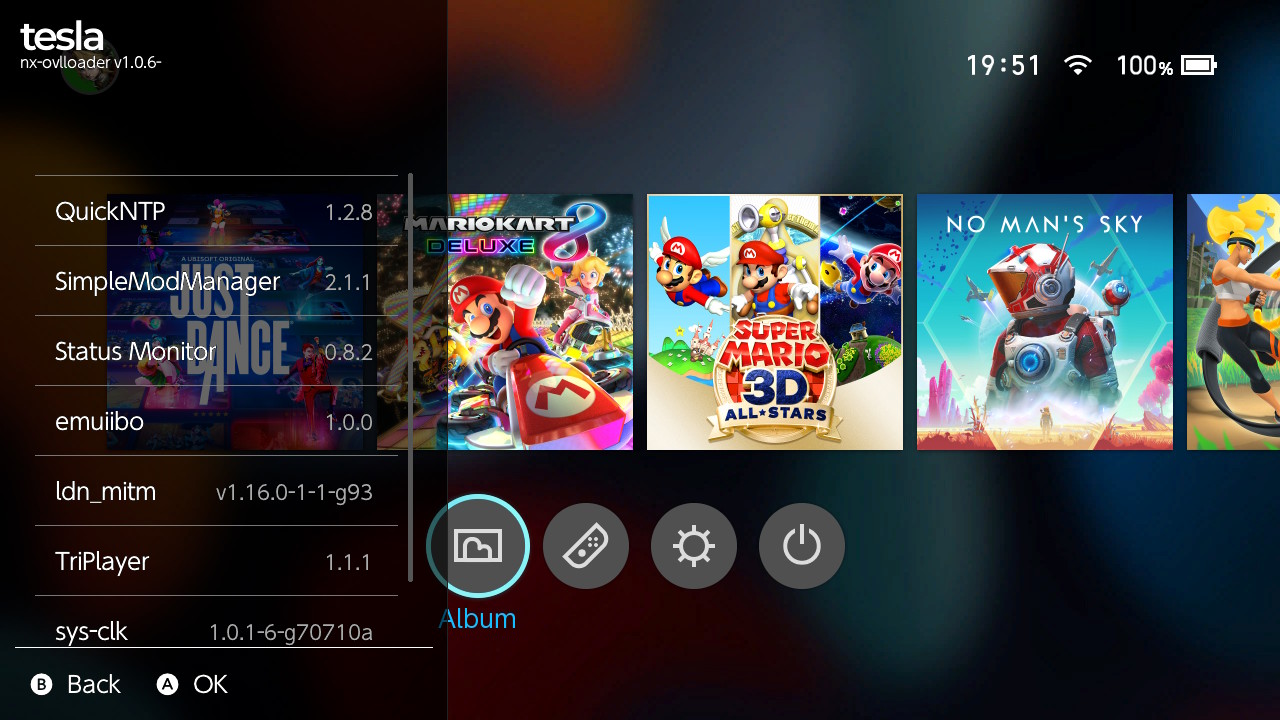 tesla
nx-ovlloader v1.0.6-
19:51
100%
QuickNTP 1.2.8
SimpleModManager 2.1.1
Status Monitor 0.8.2
emuiibo 1.0.0
ldn_mitm v1.16.0-1-1-g93
TriPlayer 1.1.1
sys-clk 1.0.1-6-g70710a
A UBISOFT ORIGINAL
JUST
DANCE
MARIOKART 8
DELUXE
SUPER
MARIO
3D
ALL★STARS
NO MAN'S SKY
Album
B Back A OK